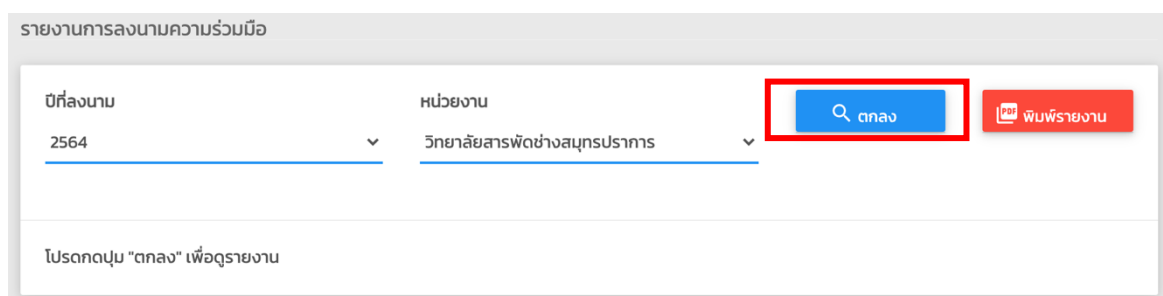 รายงานการลงนามความร่วมมือ
ปีที่ลงนาม
หน่วยงาน
2564
วิทยาลัยสารพัดช่างสมุทรปราการ
ตกลง
PDF พิมพ์รายงาน
โปรดกดปุ่ม "ตกลง" เพื่อดูรายงาน